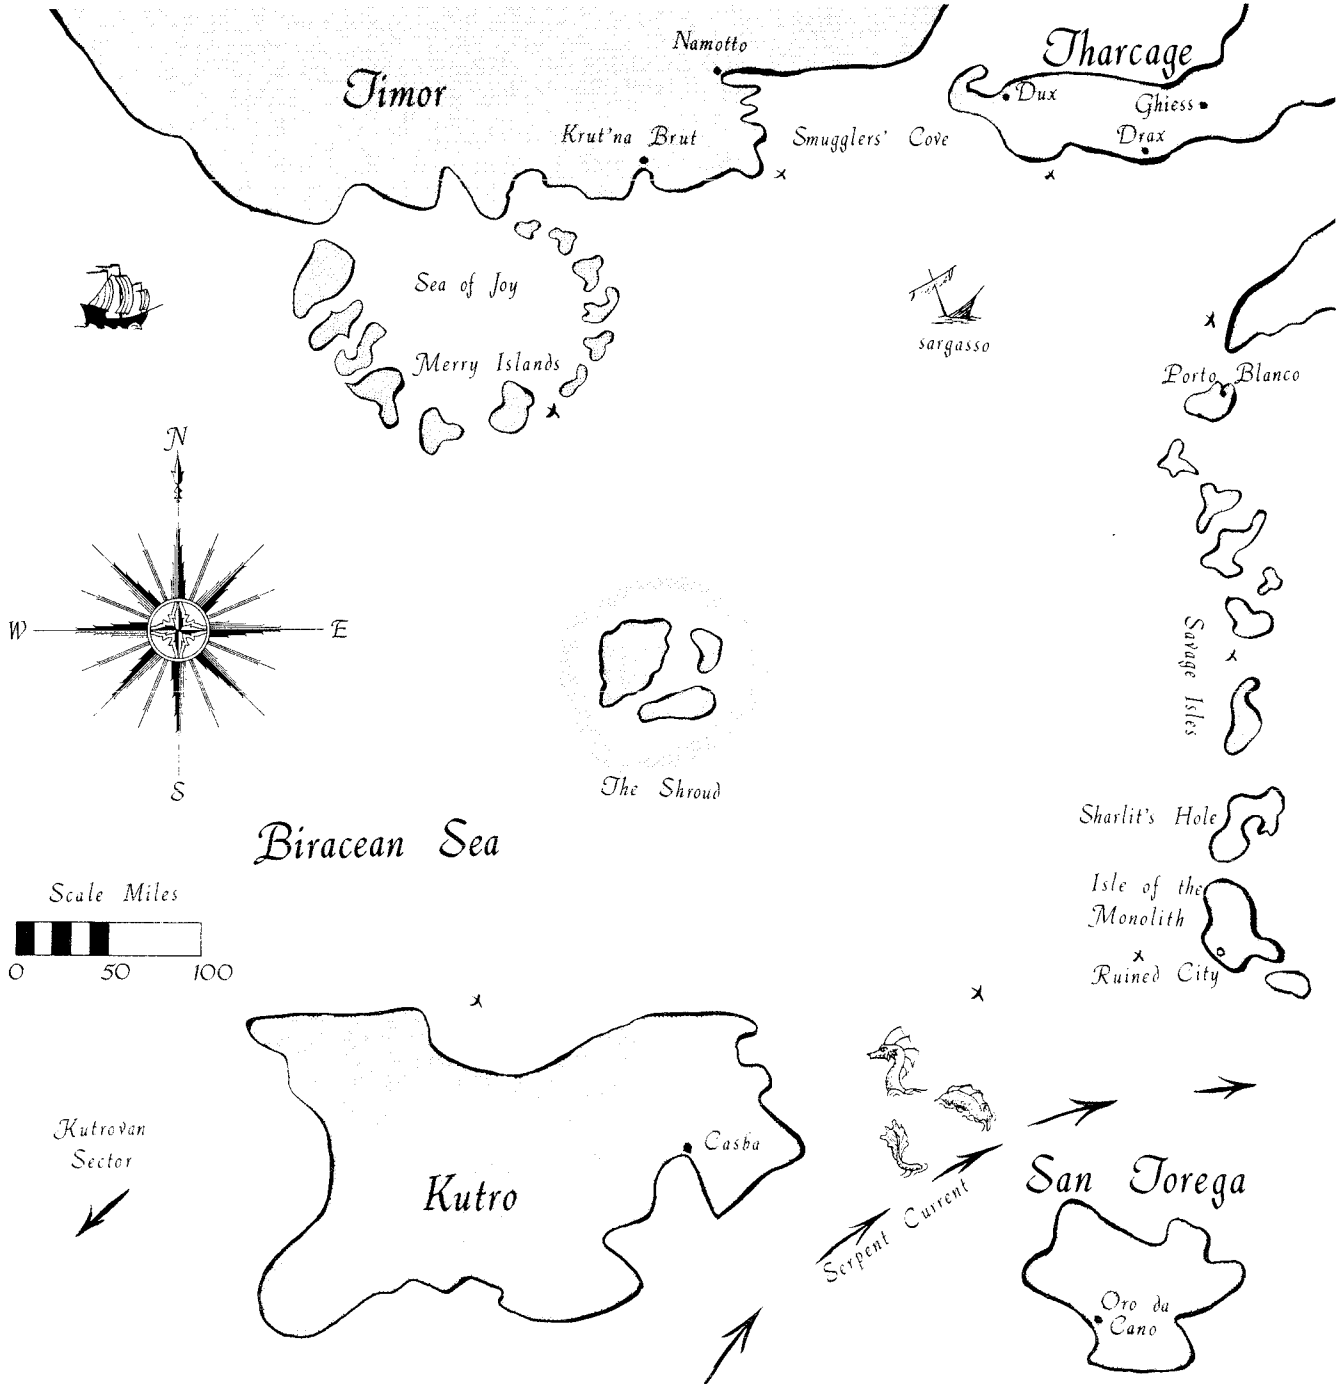 Namotto
Tharcage
Timor
Dux
Ghiess
Krut'na Brut
Smugglers' Cove
Drax
Sea of Joy
sargasso
Merry Islands
Porto Blanco
N
W
E
S
Savage Isles
The Shroud
Sharlit's Hole
Biracean Sea
Scale Miles
0 50 100
Isle of the
Monolith
Ruined City
Kutrovan
Sector
Casba
Kutro
San Torega
Serpent Current
Oro da
Cano